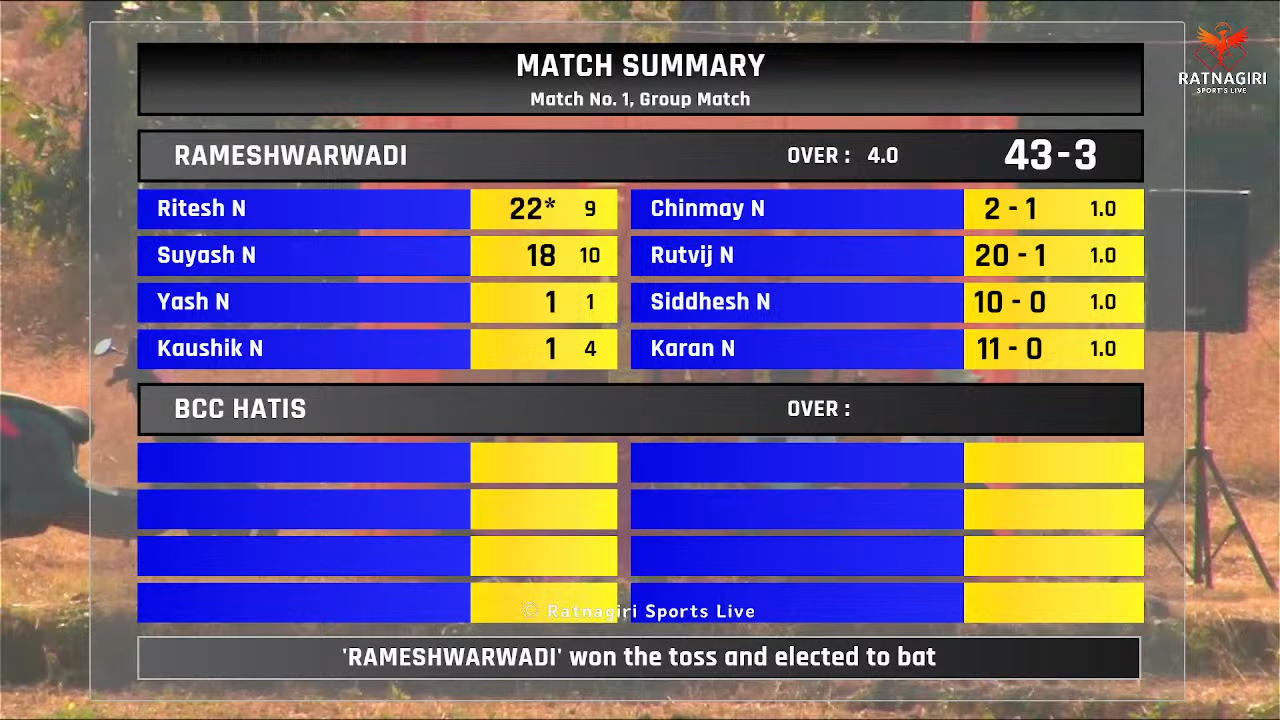 MATCH SUMMARY
Match No. 1, Group Match
RATNAGIRI
SPORT'S LIVE
RAMESHWARWADI OVER : 4.0 43-3
Ritesh N 22* 9 Chinmay N 2 - 1 1.0
Suyash N 18 10 Rutvij N 20 - 1 1.0
Yash N 1 1 Siddhesh N 10 - 0 1.0
Kaushik N 1 4 Karan N 11 - 0 1.0
BCC HATIS OVER :
© Ratnagiri Sports Live
'RAMESHWARWADI' won the toss and elected to bat